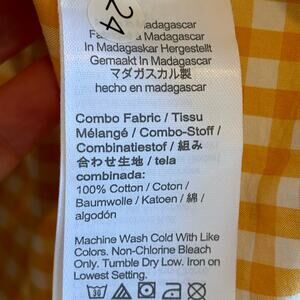 24
Madagascar
Madagascar
In Madagaskar Hergestellt
Gemaakt In Madagascar
マダガスカル製
hecho en madagascar
Combo Fabric / Tissu
Mélangé / Combo-Stoff /
Combinatiestof / 組み
合わせ生地 / tela
combinada:
100% Cotton / Coton /
Baumwolle / Katoen / 綿 /
algodón
Machine Wash Cold With Like
Colors. Non-Chlorine Bleach
Only. Tumble Dry Low. Iron on
Lowest Setting.